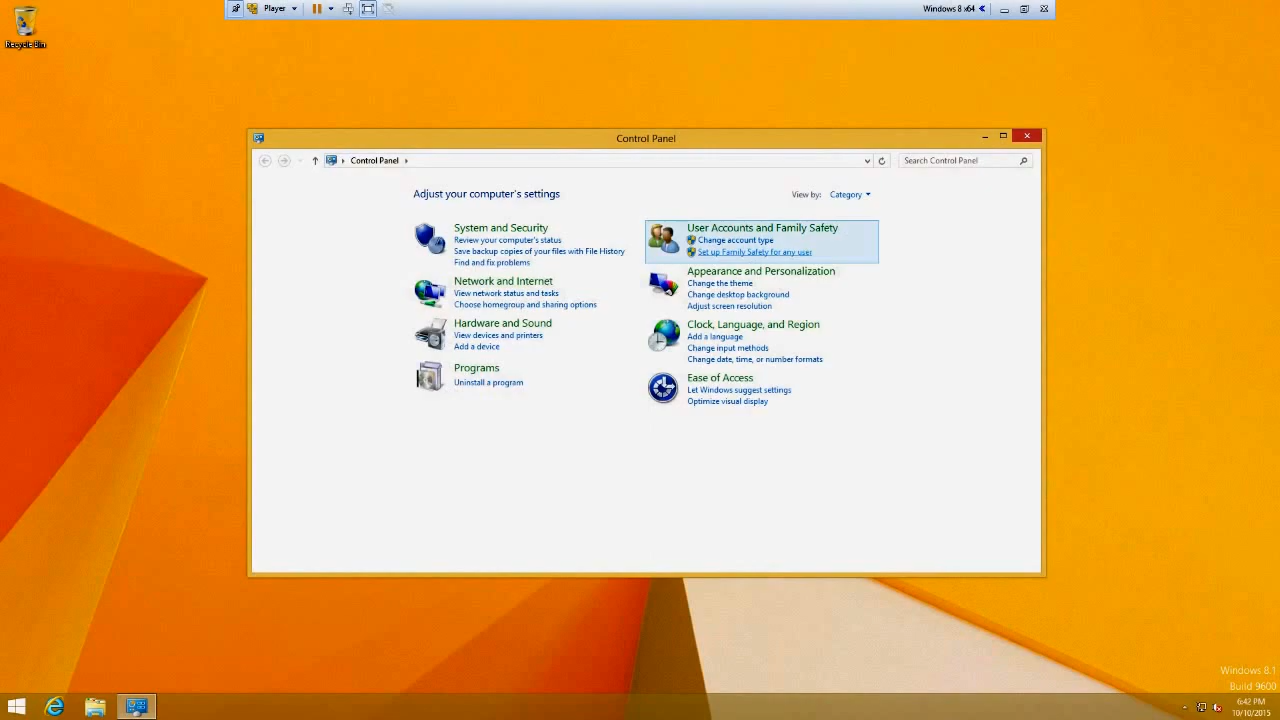 Player
Windows 8 x64
Recycle Bin
Control Panel
Control Panel
Search Control Panel
Adjust your computer's settings
View by: Category
System and Security
Review your computer's status
Save backup copies of your files with File History
Find and fix problems
Network and Internet
View network status and tasks
Choose homegroup and sharing options
Hardware and Sound
View devices and printers
Add a device
Programs
Uninstall a program
User Accounts and Family Safety
Change account type
Set up Family Safety for any user
Appearance and Personalization
Change the theme
Change desktop background
Adjust screen resolution
Clock, Language, and Region
Add a language
Change input methods
Change date, time, or number formats
Ease of Access
Let Windows suggest settings
Optimize visual display
Windows 8.1
Build 9600
6:42 PM
10/10/2015